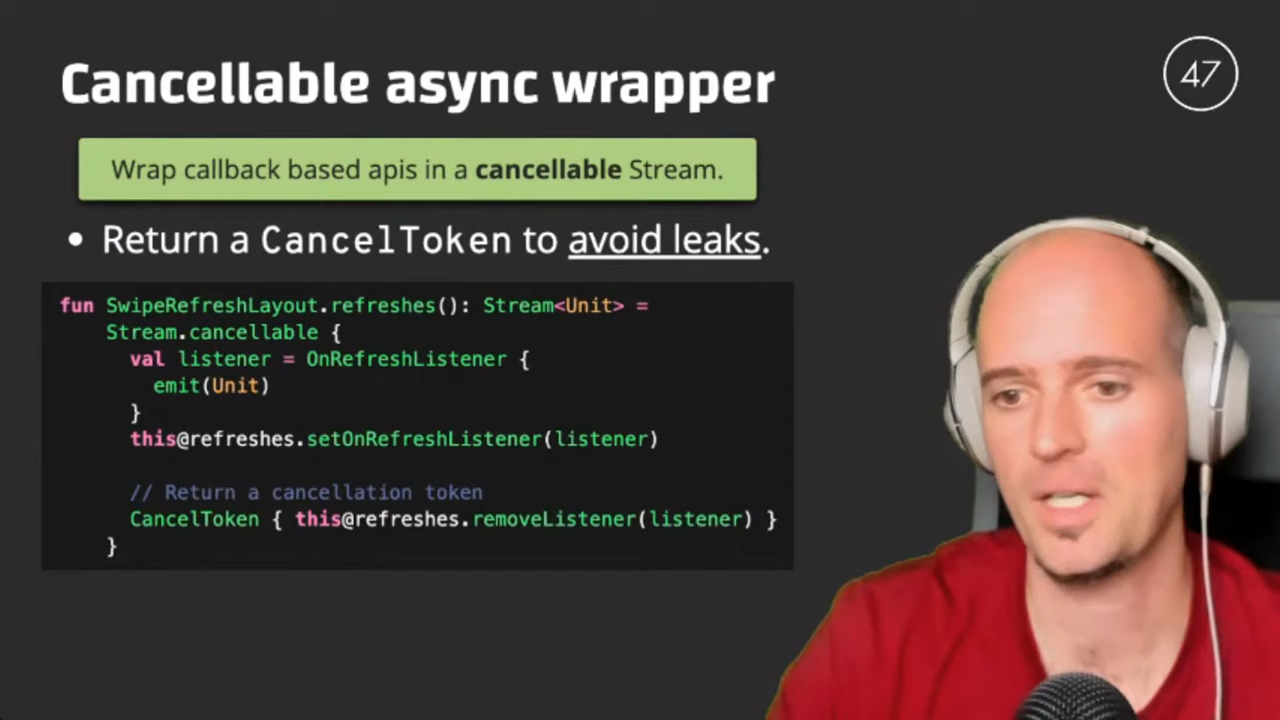 Cancellable async wrapper
47
Wrap callback based apis in a cancellable Stream.
• Return a CancelToken to avoid leaks.
fun SwipeRefreshLayout.refreshes(): Stream<Unit> =
    Stream.cancellable {
      val listener = OnRefreshListener {
        emit(Unit)
      }
      this@refreshes.setOnRefreshListener(listener)

      // Return a cancellation token
      CancelToken { this@refreshes.removeListener(listener) }
    }